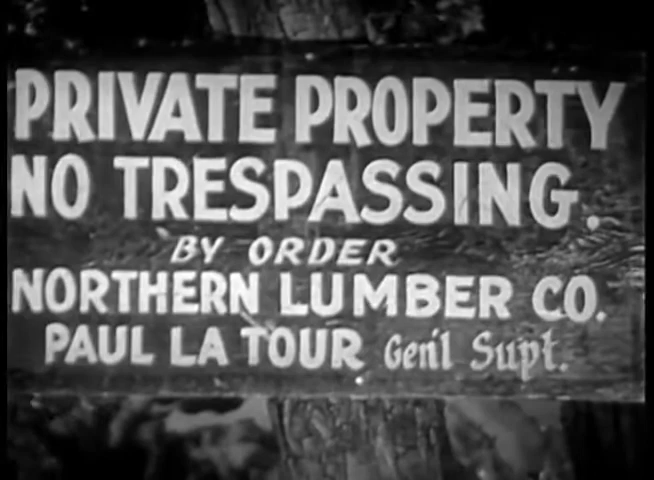 PRIVATE PROPERTY
NO TRESPASSING.
BY ORDER
NORTHERN LUMBER CO.
PAUL LA TOUR Gen'l Supt.